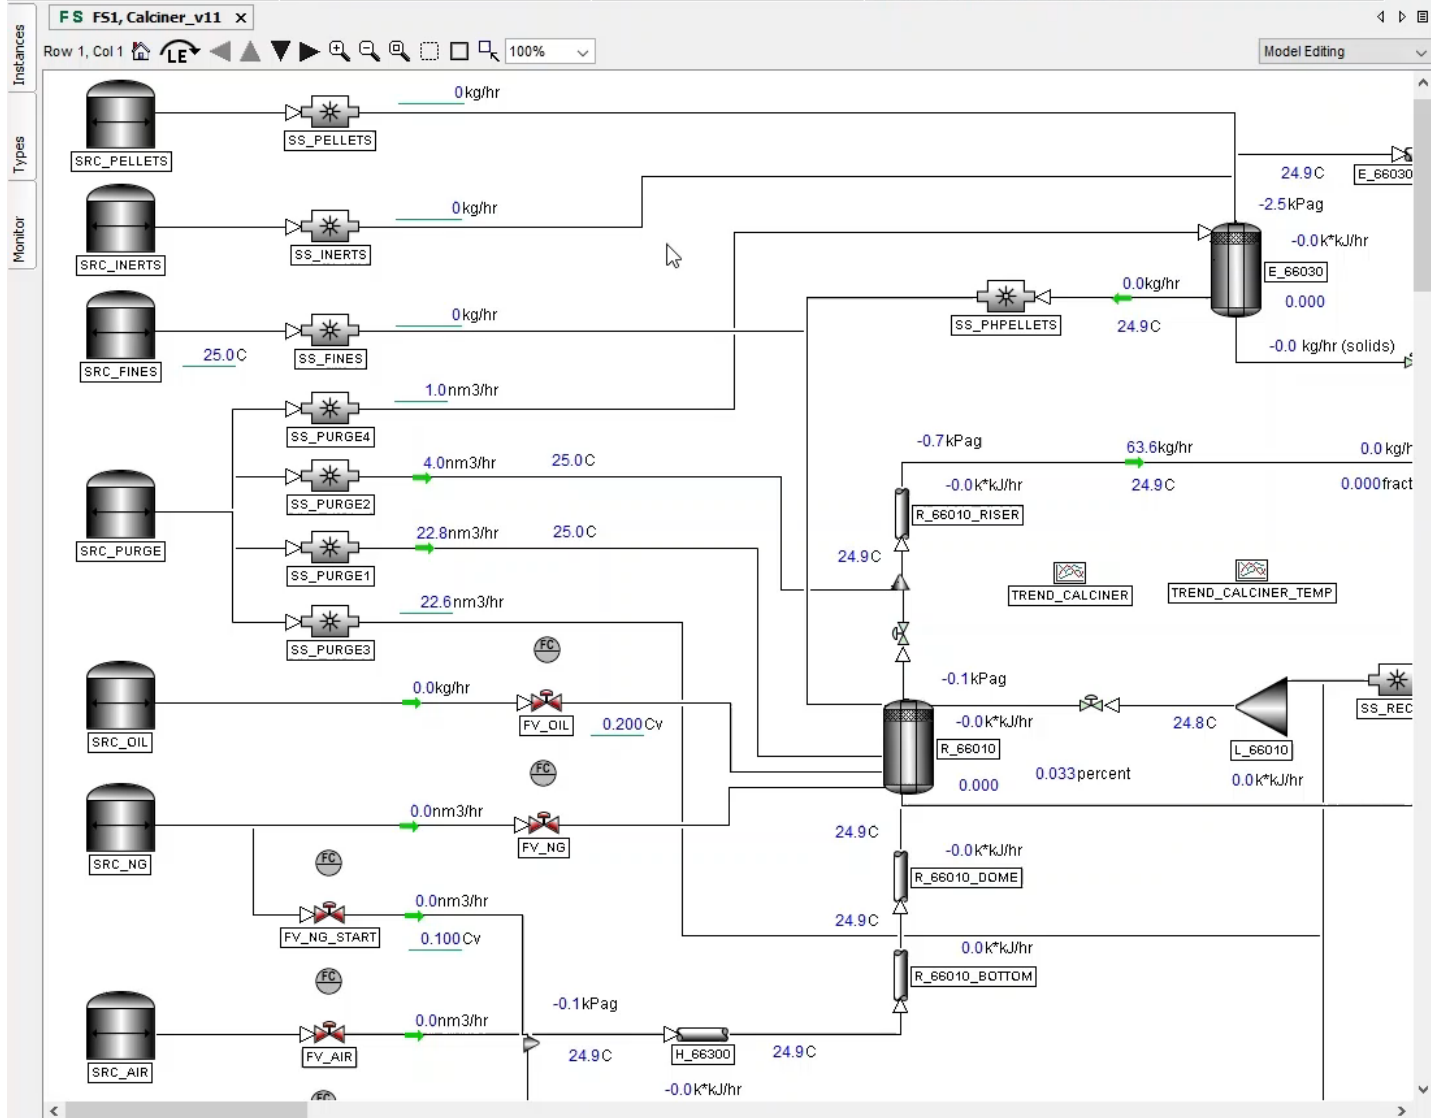 FS FS1, Calciner_v11 ×
Row 1, Col 1 LE 100% Model Editing
Instances
Types
Monitor
0kg/hr
SRC_PELLETS
SS_PELLETS
24.9C
E_66030
-2.5kPag
0kg/hr
SRC_INERTS
SS_INERTS
-0.0k*kJ/hr
E_66030
0.000
0.0kg/hr
SS_PHPELLETS
24.9C
0kg/hr
SRC_FINES
25.0C
SS_FINES
-0.0 kg/hr (solids)
1.0nm3/hr
SS_PURGE4
-0.7kPag
63.6kg/hr
0.0kg/h
4.0nm3/hr
25.0C
SS_PURGE2
-0.0k*kJ/hr
24.9C
0.000fract
R_66010_RISER
SRC_PURGE
22.8nm3/hr
25.0C
SS_PURGE1
24.9C
TREND_CALCINER
TREND_CALCINER_TEMP
22.6nm3/hr
SS_PURGE3
FC
0.0kg/hr
SRC_OIL
FV_OIL
0.200Cv
-0.1kPag
-0.0k*kJ/hr
R_66010
0.000
0.033percent
24.8C
L_66010
0.0k*kJ/hr
SS_REC
FC
0.0nm3/hr
SRC_NG
FV_NG
24.9C
-0.0k*kJ/hr
R_66010_DOME
FC
0.0nm3/hr
FV_NG_START
0.100Cv
24.9C
0.0k*kJ/hr
R_66010_BOTTOM
FC
0.0nm3/hr
SRC_AIR
FV_AIR
-0.1kPag
24.9C
H_66300
24.9C
-0.0k*kJ/hr
FC